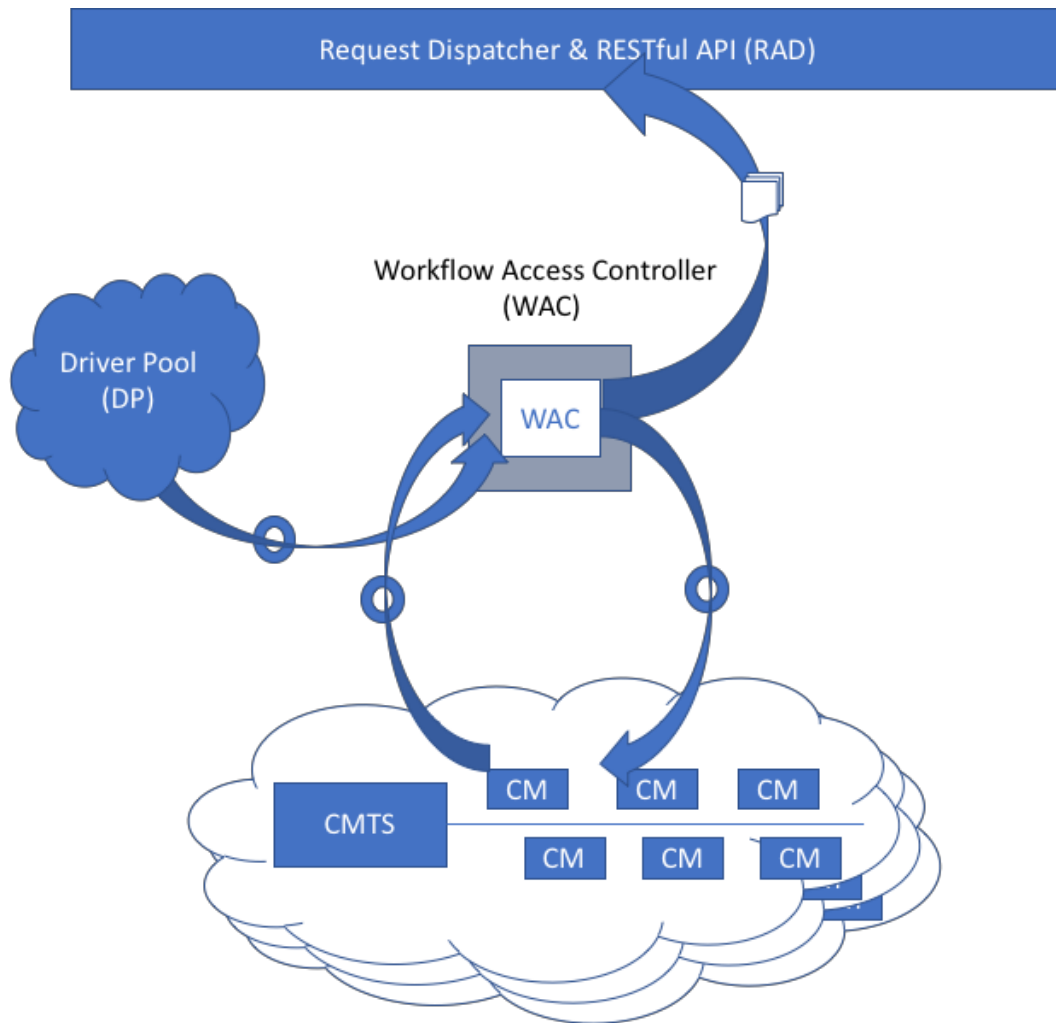 Request Dispatcher & RESTful API (RAD)
Workflow Access Controller
(WAC)
Driver Pool
(DP)
WAC
CM
CM
CM
CMTS
CM
CM
CM